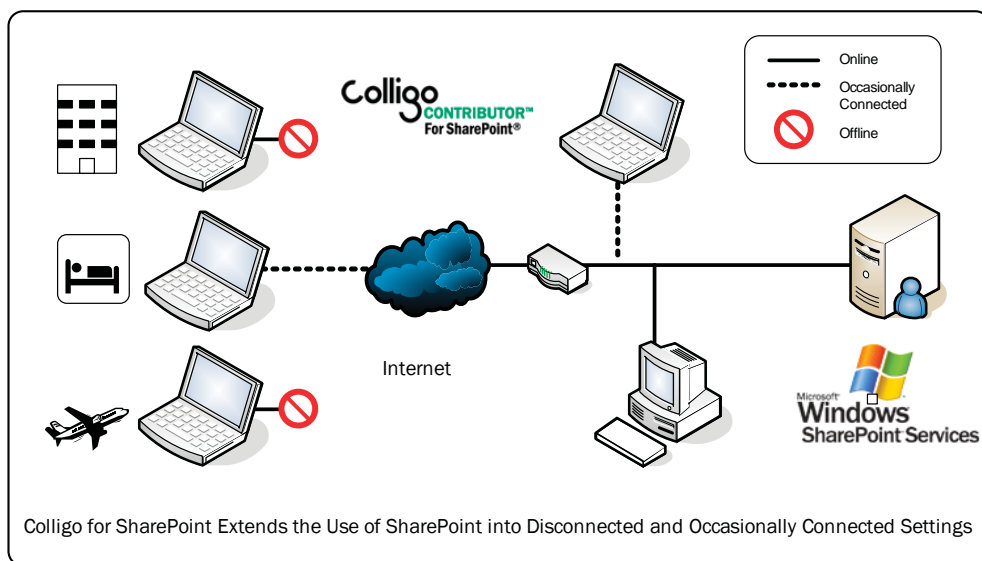 Colligo
CONTRIBUTOR™
For SharePoint®
Online
Occasionally
Connected
Offline
Internet
Microsoft®
Windows
SharePoint Services
Colligo for SharePoint Extends the Use of SharePoint into Disconnected and Occasionally Connected Settings